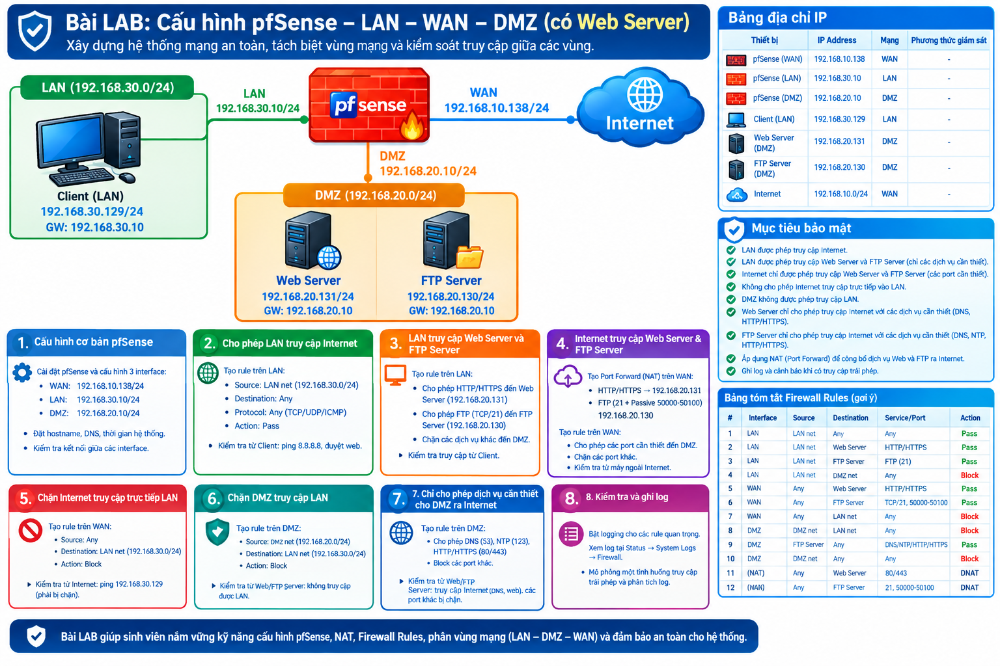 Bài LAB: Cấu hình pfSense – LAN – WAN – DMZ (có Web Server)
Xây dựng hệ thống mạng an toàn, tách biệt vùng mạng và kiểm soát truy cập giữa các vùng.
LAN (192.168.30.0/24)
Client (LAN)
192.168.30.129/24
GW: 192.168.30.10
LAN
192.168.30.10/24
pfsense
WAN
192.168.10.138/24
Internet
DMZ
192.168.20.10/24
DMZ (192.168.20.0/24)
Web Server
192.168.20.131/24
GW: 192.168.20.10
FTP Server
192.168.20.130/24
GW: 192.168.20.10
Bảng địa chỉ IP
Thiết bị IP Address Mạng Phương thức giám sát
pfSense (WAN) 192.168.10.138 WAN -
pfSense (LAN) 192.168.30.10 LAN -
pfSense (DMZ) 192.168.20.10 DMZ -
Client (LAN) 192.168.30.129 LAN -
Web Server (DMZ) 192.168.20.131 DMZ -
FTP Server (DMZ) 192.168.20.130 DMZ -
Internet 192.168.10.0/24 WAN -
Mục tiêu bảo mật
LAN được phép truy cập Internet.
LAN được phép truy cập Web Server và FTP Server (chỉ các dịch vụ cần thiết).
Internet chỉ được phép truy cập Web Server và FTP Server (các port cần thiết).
Không cho phép Internet truy cập trực tiếp vào LAN.
DMZ không được phép truy cập LAN.
Web Server chỉ cho phép truy cập Internet với các dịch vụ cần thiết (DNS,
HTTP/HTTPS).
FTP Server chỉ cho phép truy cập Internet với các dịch vụ cần thiết (DNS, NTP,
HTTP/HTTPS).
Áp dụng NAT (Port Forward) để công bố dịch vụ Web và FTP ra Internet.
Ghi log và cảnh báo khi có truy cập trái phép.
1. Cấu hình cơ bản pfSense
Cài đặt pfSense và cấu hình 3 interface:
• WAN: 192.168.10.138/24
• LAN: 192.168.30.10/24
• DMZ: 192.168.20.10/24
• Đặt hostname, DNS, thời gian hệ thống.
• Kiểm tra kết nối giữa các interface.
2. Cho phép LAN truy cập Internet
Tạo rule trên LAN:
• Source: LAN net (192.168.30.0/24)
• Destination: Any
• Protocol: Any (TCP/UDP/ICMP)
• Action: Pass
Kiểm tra từ Client: ping 8.8.8.8, duyệt web.
3. LAN truy cập Web Server và
FTP Server
Tạo rule trên LAN:
• Cho phép HTTP/HTTPS đến Web
Server (192.168.20.131)
• Cho phép FTP (TCP/21) đến FTP
Server (192.168.20.130)
• Chặn các dịch vụ khác đến DMZ.
Kiểm tra truy cập từ Client.
4. Internet truy cập Web Server &
FTP Server
Tạo Port Forward (NAT) trên WAN:
• HTTP/HTTPS → 192.168.20.131
• FTP (21 + Passive 50000-50100)
192.168.20.130
Tạo rule trên WAN:
• Cho phép các port cần thiết đến DMZ.
• Chặn các port khác.
• Kiểm tra từ máy ngoài Internet.
5. Chặn Internet truy cập trực tiếp LAN
Tạo rule trên WAN:
• Source: Any
• Destination: LAN net (192.168.30.0/24)
• Action: Block
Kiểm tra từ Internet: ping 192.168.30.129
(phải bị chặn).
6. Chặn DMZ truy cập LAN
Tạo rule trên DMZ:
• Source: DMZ net (192.168.20.0/24)
• Destination: LAN net (192.168.30.0/24)
• Action: Block
Kiểm tra từ Web/FTP Server: không truy cập
được LAN.
7. 7. Chỉ cho phép dịch vụ cần thiết
cho DMZ ra Internet
Tạo rule trên DMZ:
• Cho phép DNS (53), NTP (123),
HTTP/HTTPS (80/443)
• Block các port khác.
Kiểm tra từ Web/FTP
Server: truy cập Internet (DNS, web). các
port khác bị chặn.
8. 8. Kiểm tra và ghi log
Bật logging cho các rule quan trọng.
Xem log tại Status → System Logs
→ Firewall.
• Mô phỏng một tình huống truy cập
trái phép và phân tích log.
Bảng tóm tắt Firewall Rules (gợi ý)
# Interface Source Destination Service/Port Action
1 LAN LAN net Any Any Pass
2 LAN LAN net Web Server HTTP/HTTPS Pass
3 LAN LAN net FTP Server FTP (21) Pass
4 LAN LAN net DMZ net Any Block
5 WAN Any Web Server HTTP/HTTPS Pass
6 WAN Any FTP Server TCP/21, 50000-50100 Pass
7 WAN Any LAN net Any Block
8 DMZ DMZ net LAN net Any Block
9 DMZ FTP Server Any DNS/NTP/HTTP/HTTPS Pass
10 DMZ DMZ net Any Any Block
11 (NAT) Any Web Server 80/443 DNAT
12 (NAN) Any FTP Server 21, 50000-50100 DNAT
Bài LAB giúp sinh viên nắm vững kỹ năng cấu hình pfSense, NAT, Firewall Rules, phân vùng mạng (LAN – DMZ – WAN) và đảm bảo an toàn cho hệ thống.